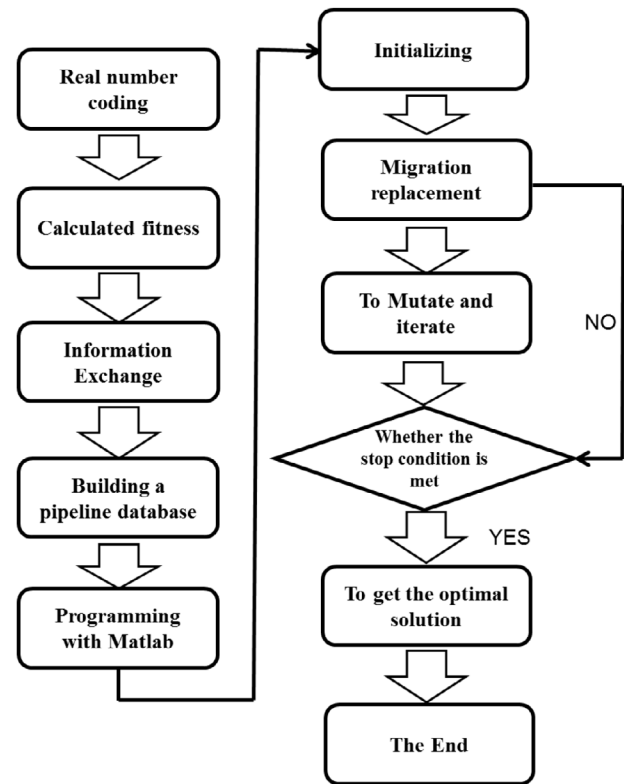 Real number
coding
Calculated fitness
Information
Exchange
Building a
pipeline database
Programming
with Matlab
Initializing
Migration
replacement
To Mutate and
iterate
NO
Whether the
stop condition is
met
YES
To get the optimal
solution
The End